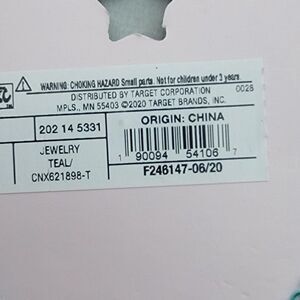 WARNING: CHOKING HAZARD Small parts. Not for children under 3 years.
DISTRIBUTED BY TARGET CORPORATION
MPLS., MN 55403 ©2020 TARGET BRANDS, INC.
0028
202 14 5331
ORIGIN: CHINA
JEWELRY
TEAL/
CNX621898-T
1 90094 54106 7
F246147-06/20